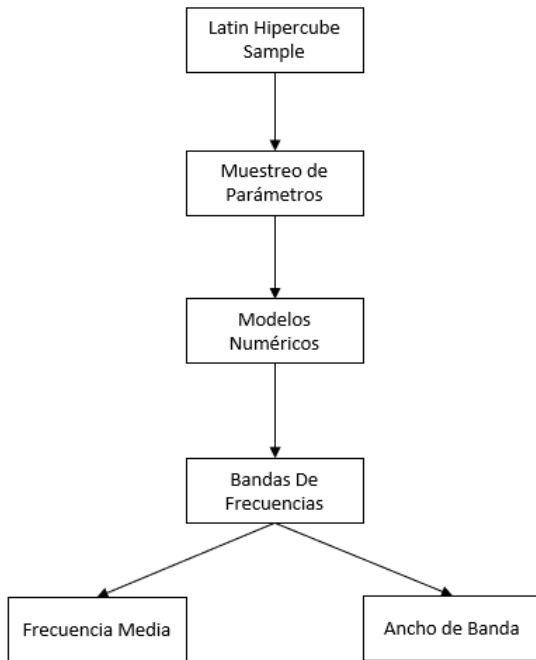 Latin Hipercube
Sample
Muestreo de
Parámetros
Modelos
Numéricos
Bandas De
Frecuencias
Frecuencia Media
Ancho de Banda